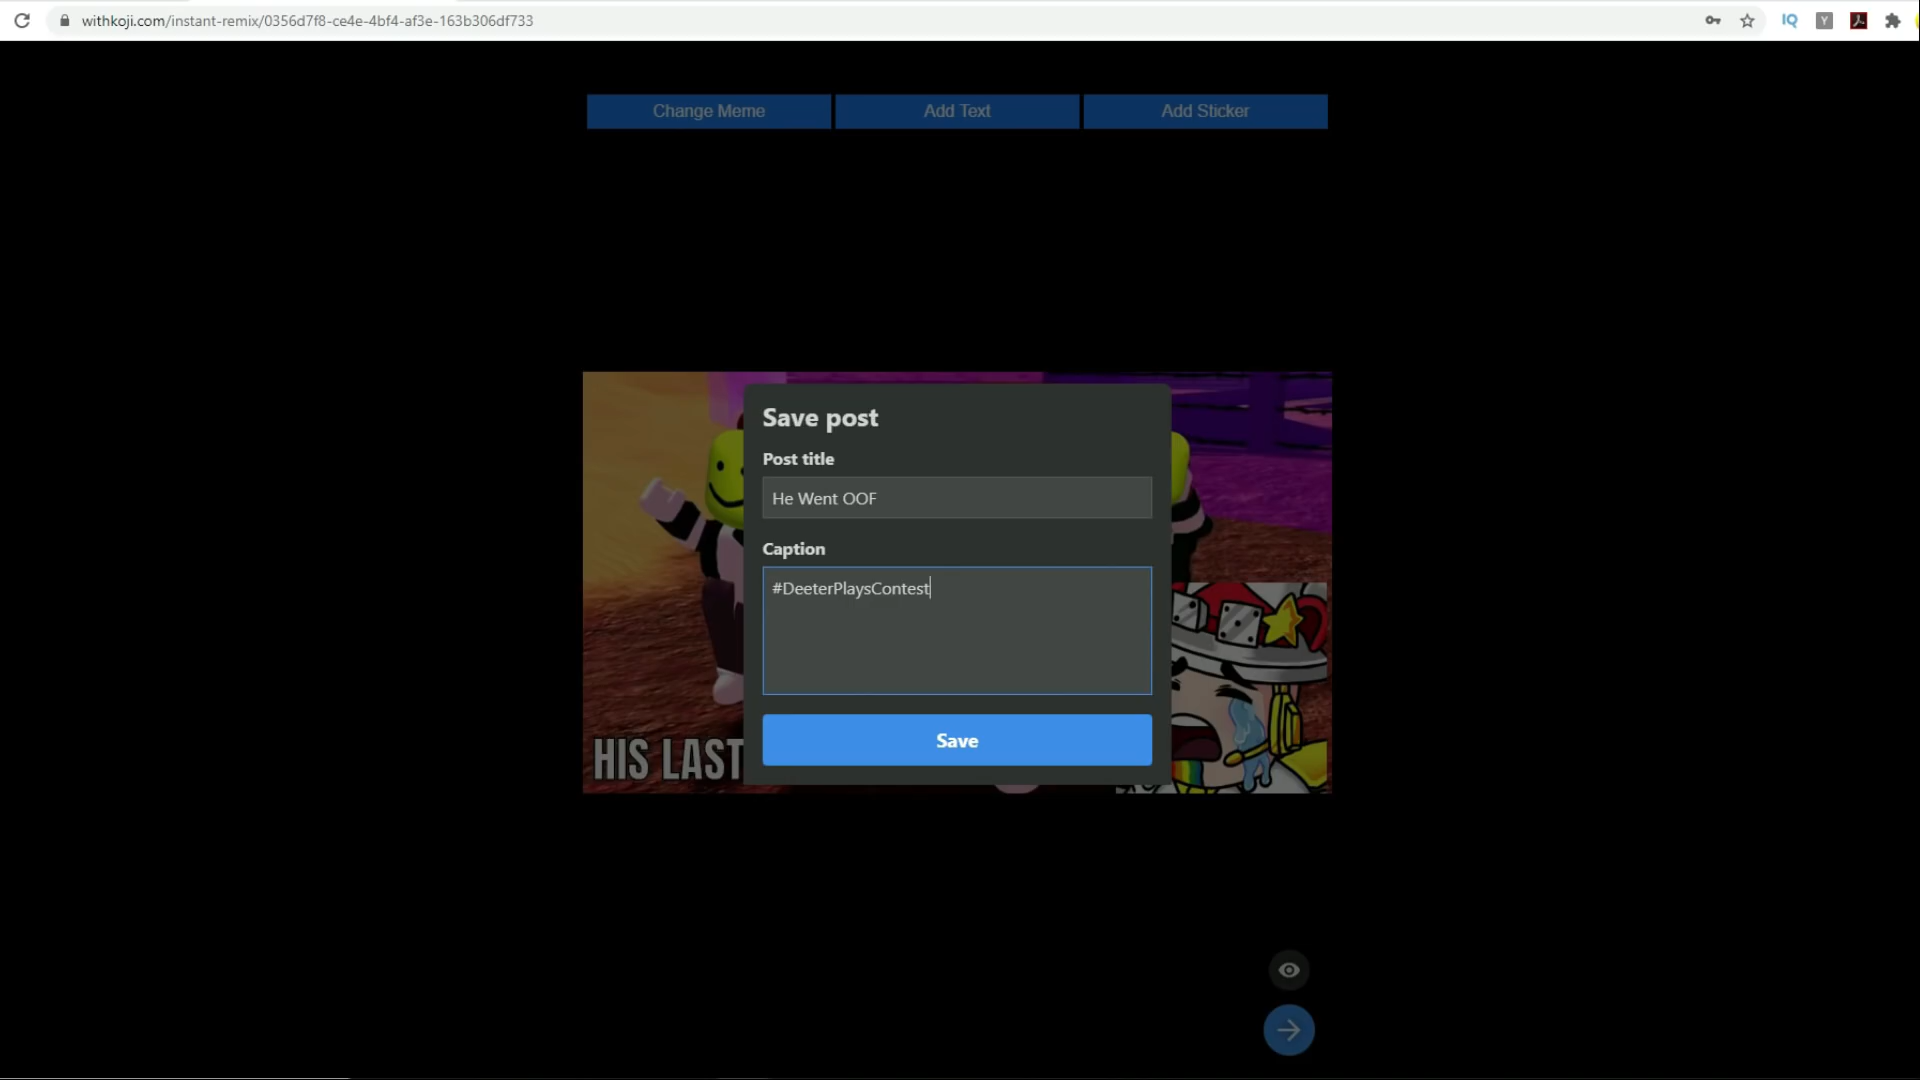 withkoji.com/instant-remix/0356d7f8-ce4e-4bf4-af3e-163b306df733
IQ
Y
Change Meme
Add Text
Add Sticker
Save post
Post title
He Went OOF
Caption
#DeeterPlaysContest
Save
HIS LAST